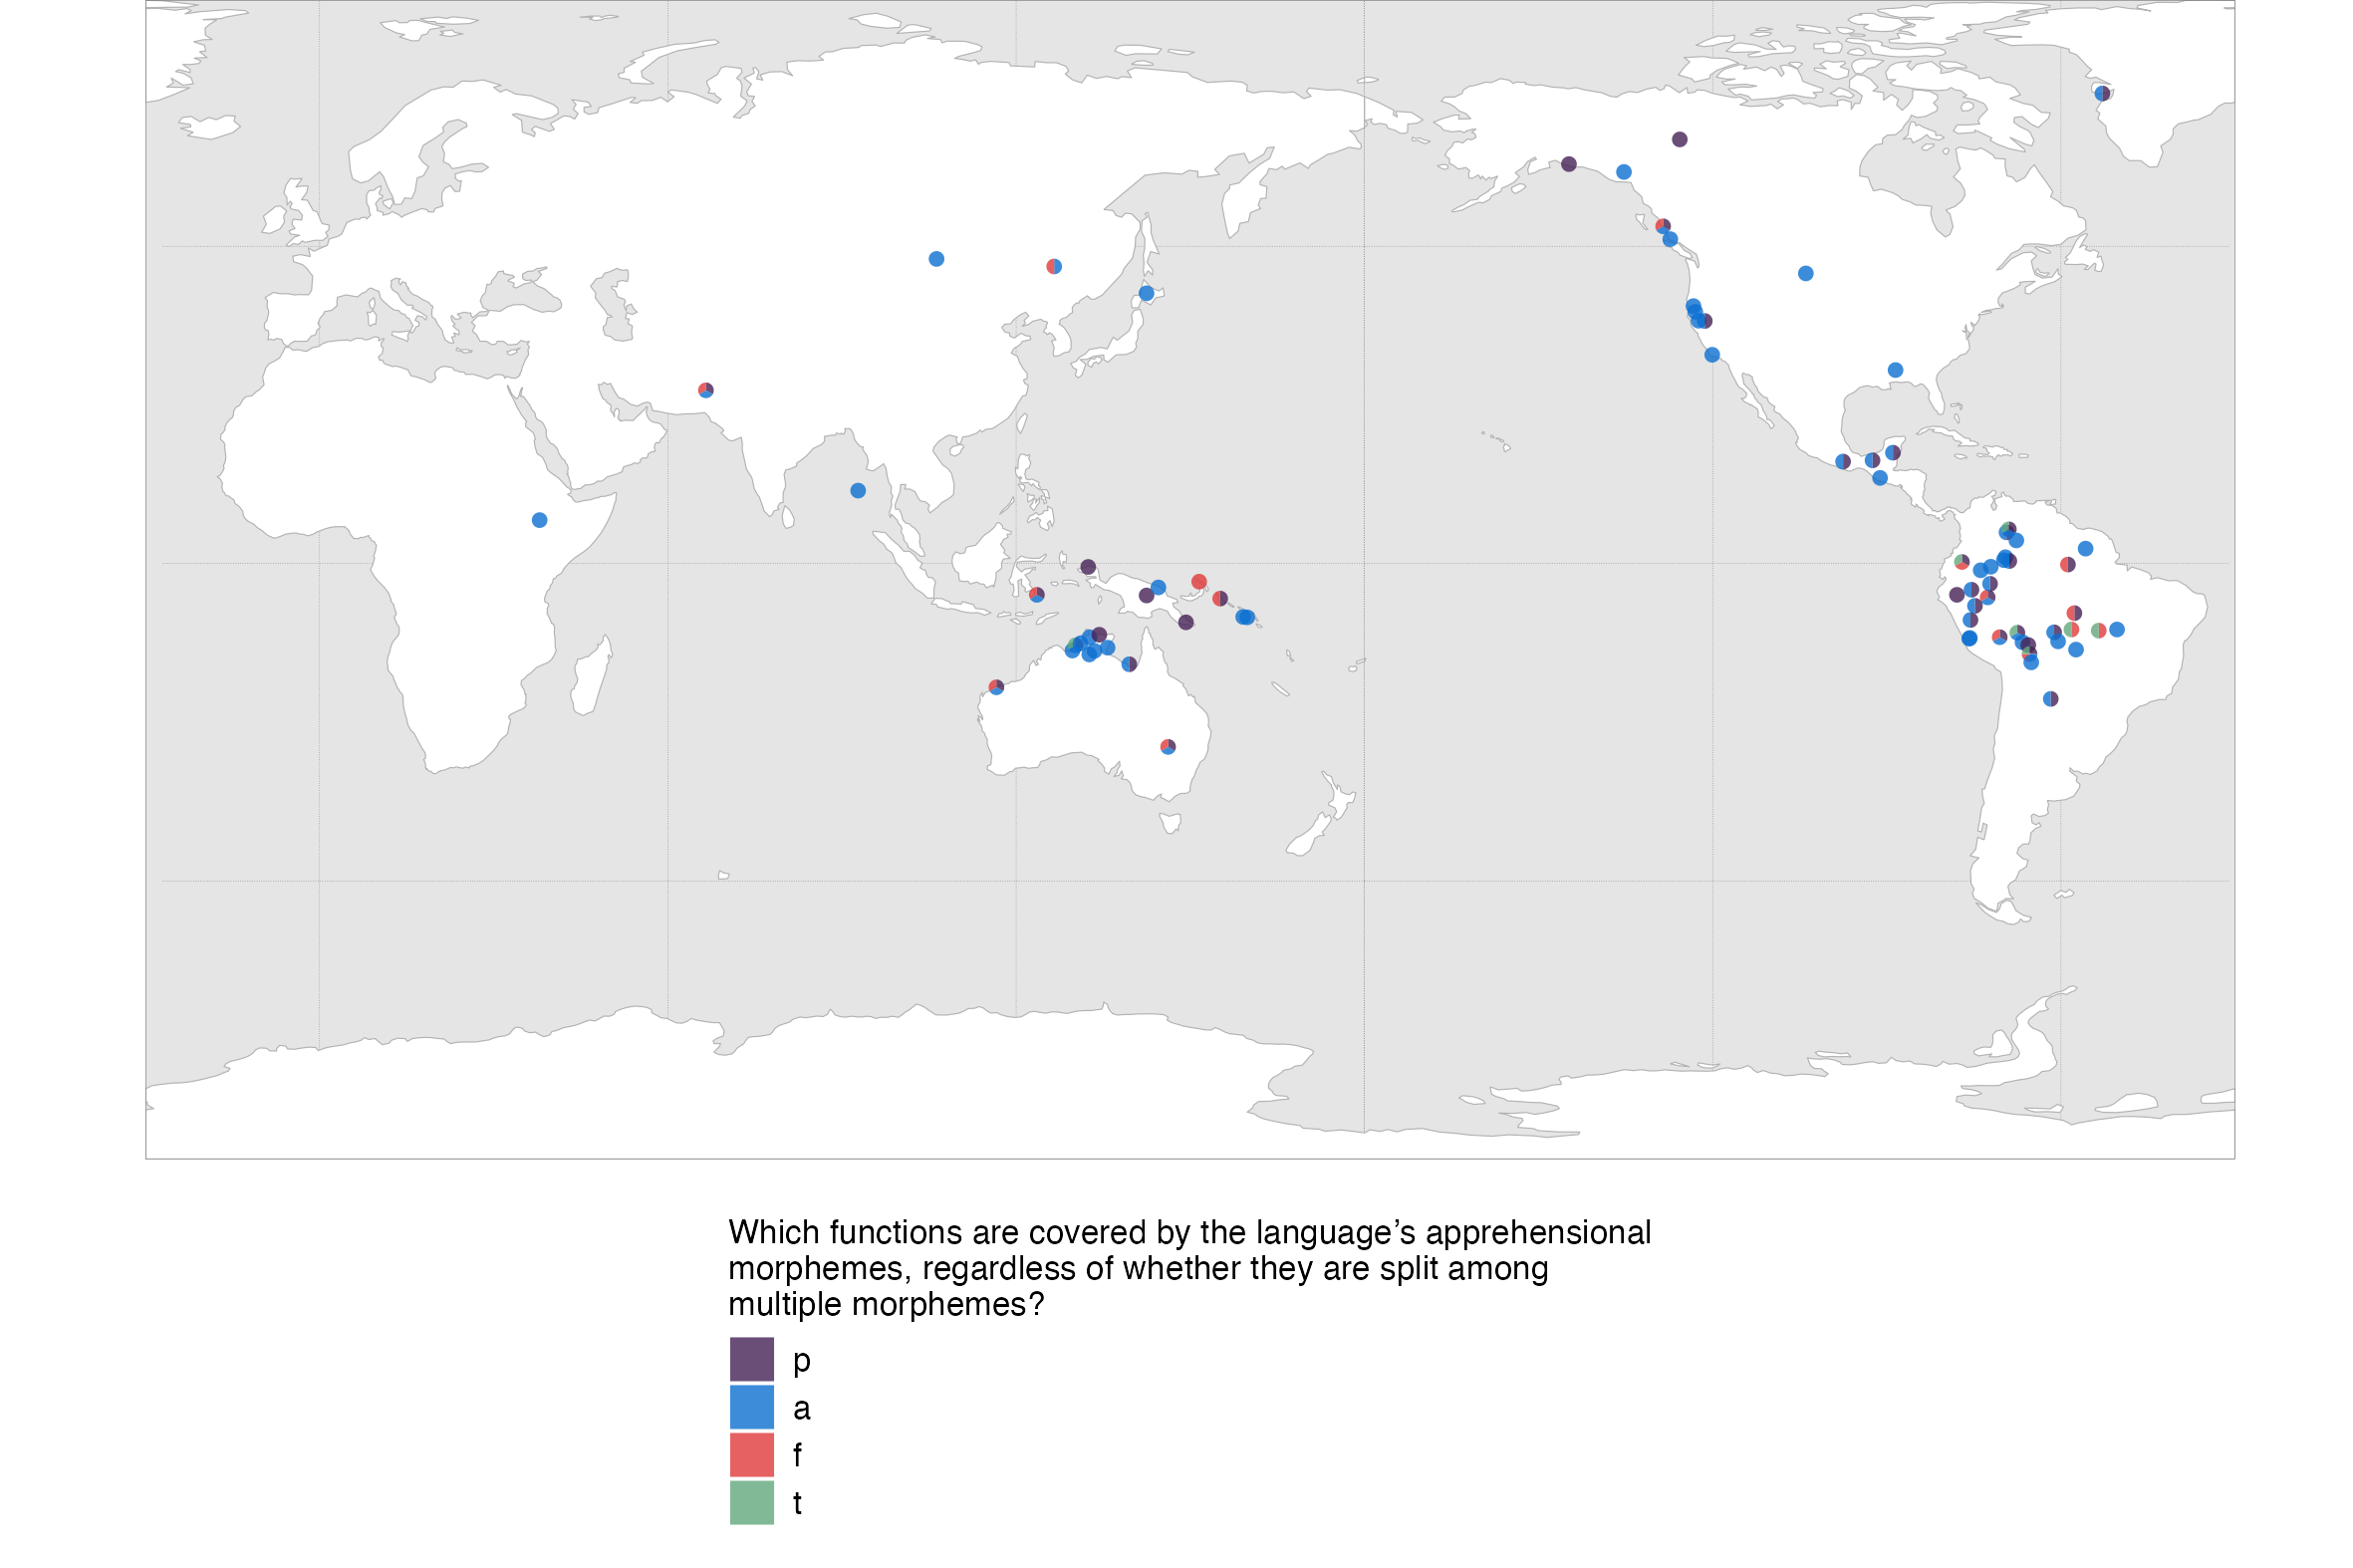 Which functions are covered by the language’s apprehensional
morphemes, regardless of whether they are split among
multiple morphemes?
p
a
f
t